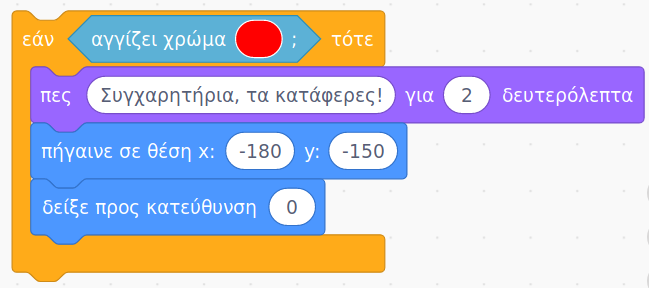 εάν αγγίζει χρώμα ; τότε
πες Συγχαρητήρια, τα κατάφερες! για 2 δευτερόλεπτα
πήγαινε σε θέση x: -180 y: -150
δείξε προς κατεύθυνση 0